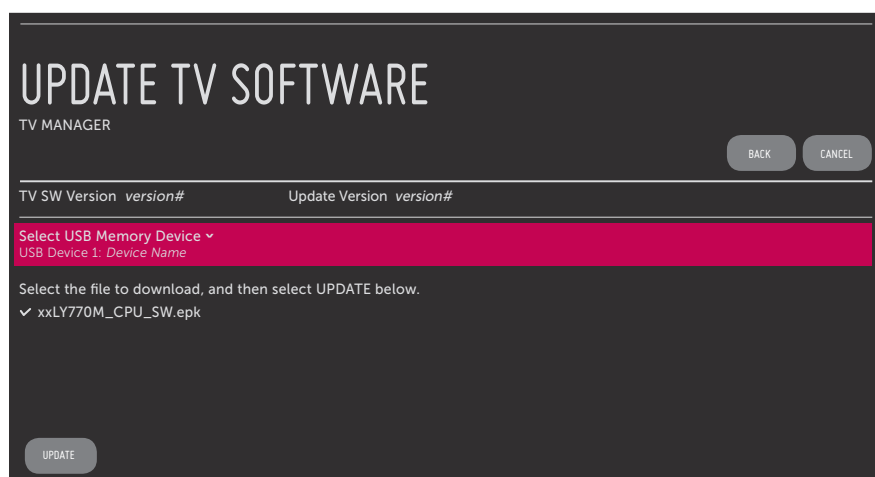 UPDATE TV SOFTWARE
TV MANAGER
BACK CANCEL
TV SW Version version# Update Version version#
Select USB Memory Device
USB Device 1: Device Name
Select the file to download, and then select UPDATE below.
xxLY770M_CPU_SW.epk
UPDATE